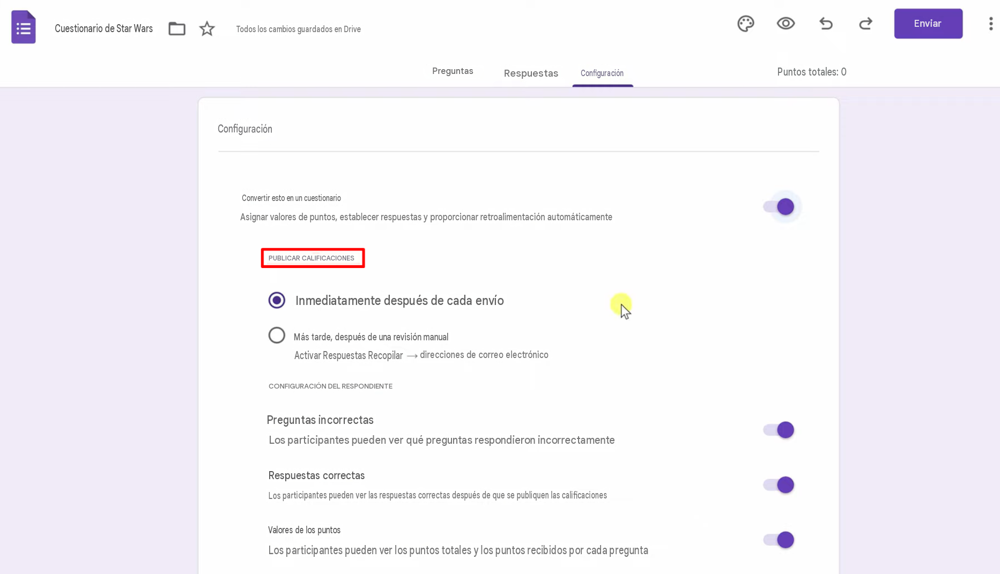 Cuestionario de Star Wars
Todos los cambios guardados en Drive
Enviar
Preguntas
Respuestas
Configuración
Puntos totales: 0
Configuración
Convertir esto en un cuestionario
Asignar valores de puntos, establecer respuestas y proporcionar retroalimentación automáticamente
PUBLICAR CALIFICACIONES
Inmediatamente después de cada envío
Más tarde, después de una revisión manual
Activar Respuestas Recopilar → direcciones de correo electrónico
CONFIGURACIÓN DEL RESPONDIENTE
Preguntas incorrectas
Los participantes pueden ver qué preguntas respondieron incorrectamente
Respuestas correctas
Los participantes pueden ver las respuestas correctas después de que se publiquen las calificaciones
Valores de los puntos
Los participantes pueden ver los puntos totales y los puntos recibidos por cada pregunta